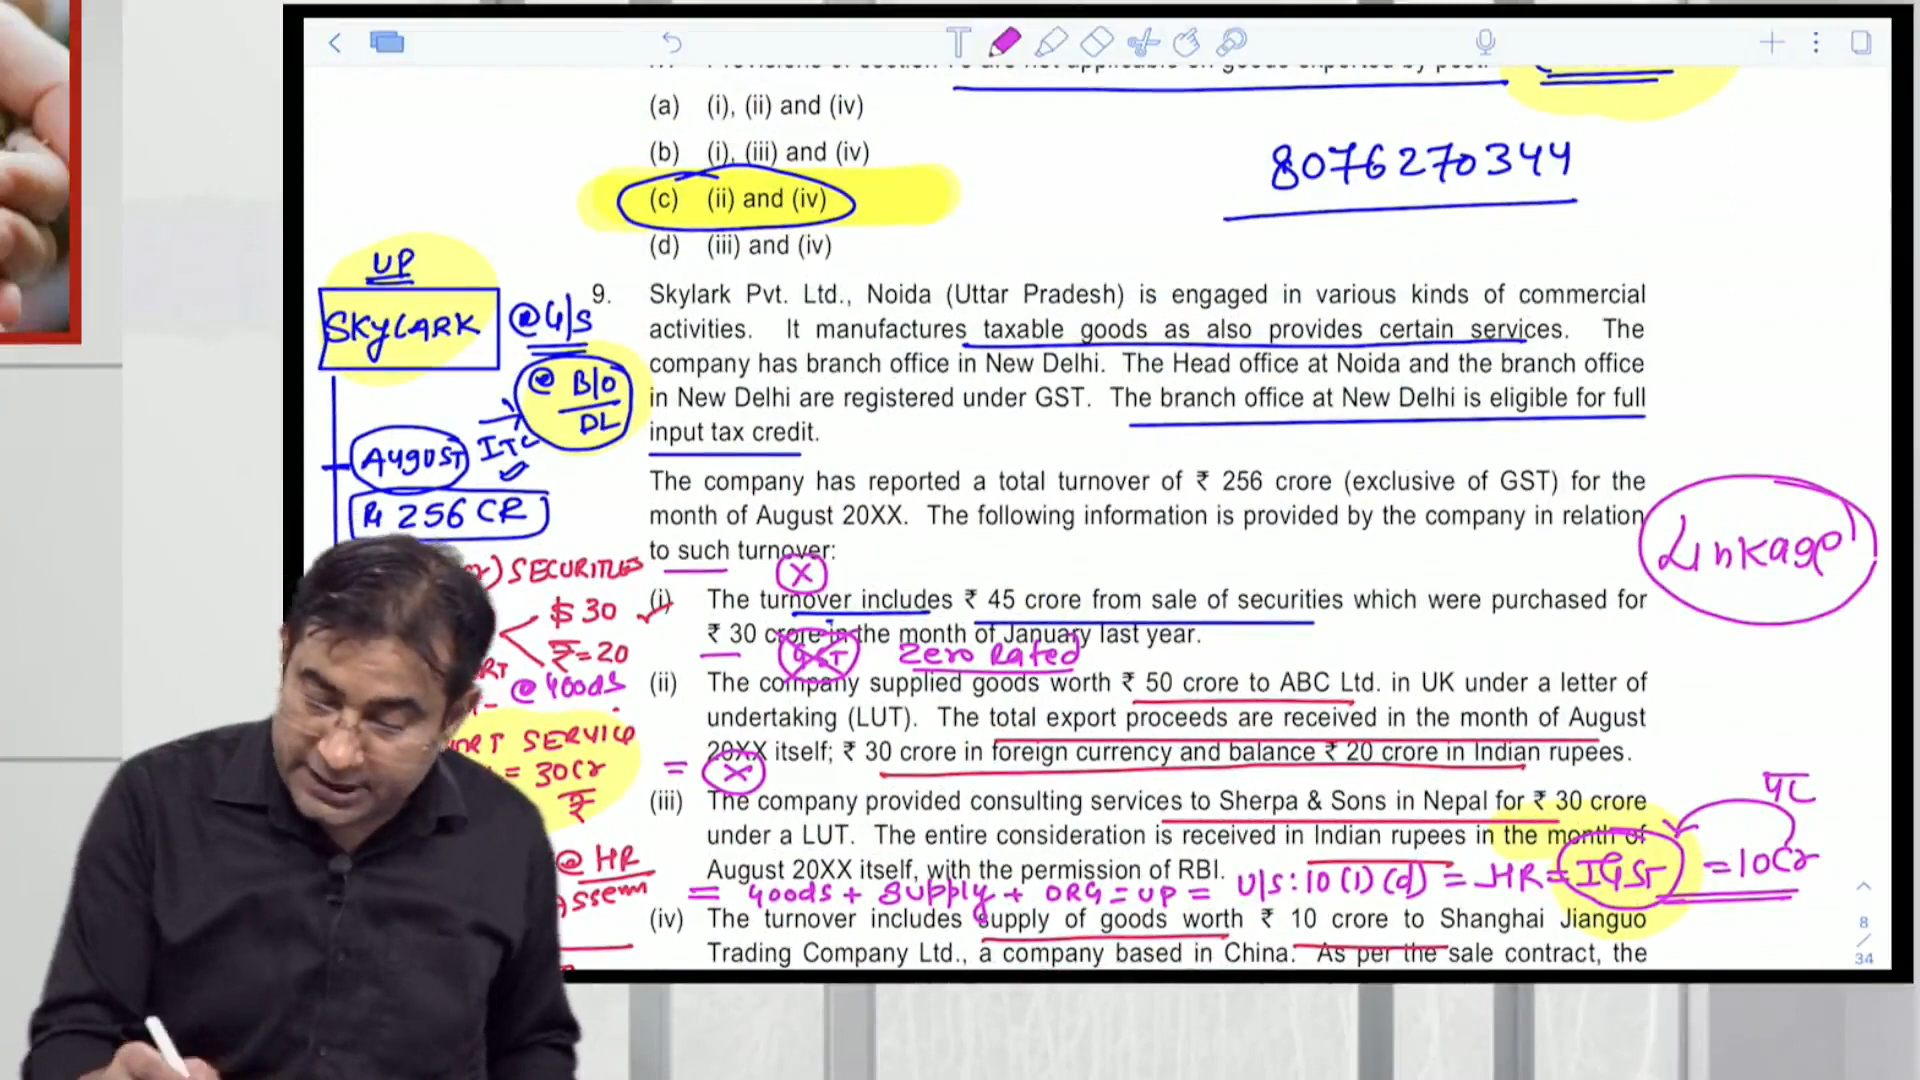 (a) (i), (ii) and (iv)
(b) (i), (iii) and (iv)
(c) (ii) and (iv)
(d) (iii) and (iv)
8076270344
UP
SKYLARK
@G/S
@ B/O
DL
AUGUST
ITC
256 CR
9. Skylark Pvt. Ltd., Noida (Uttar Pradesh) is engaged in various kinds of commercial
activities. It manufactures taxable goods as also provides certain services. The
company has branch office in New Delhi. The Head office at Noida and the branch office
in New Delhi are registered under GST. The branch office at New Delhi is eligible for full
input tax credit.
The company has reported a total turnover of ₹ 256 crore (exclusive of GST) for the
month of August 20XX. The following information is provided by the company in relation
to such turnover:
Linkage
SECURITIES
X
(i) The turnover includes ₹ 45 crore from sale of securities which were purchased for
₹ 30 crore in the month of January last year.
$ 30
₹=20
@ GOODS
GST Zero Rated
(ii) The company supplied goods worth ₹ 50 crore to ABC Ltd. in UK under a letter of
undertaking (LUT). The total export proceeds are received in the month of August
20XX itself; ₹ 30 crore in foreign currency and balance ₹ 20 crore in Indian rupees.
= X
ORT SERVIC
= 30Cr
₹
(iii) The company provided consulting services to Sherpa & Sons in Nepal for ₹ 30 crore
under a LUT. The entire consideration is received in Indian rupees in the month of
August 20XX itself, with the permission of RBI.
@ HR
= Goods + Supply + ORG = UP = U/S: 10 (1) (d) = HR = IGST = 10Cr
(iv) The turnover includes supply of goods worth ₹ 10 crore to Shanghai Jianguo
Trading Company Ltd., a company based in China. As per the sale contract, the
8
/
34